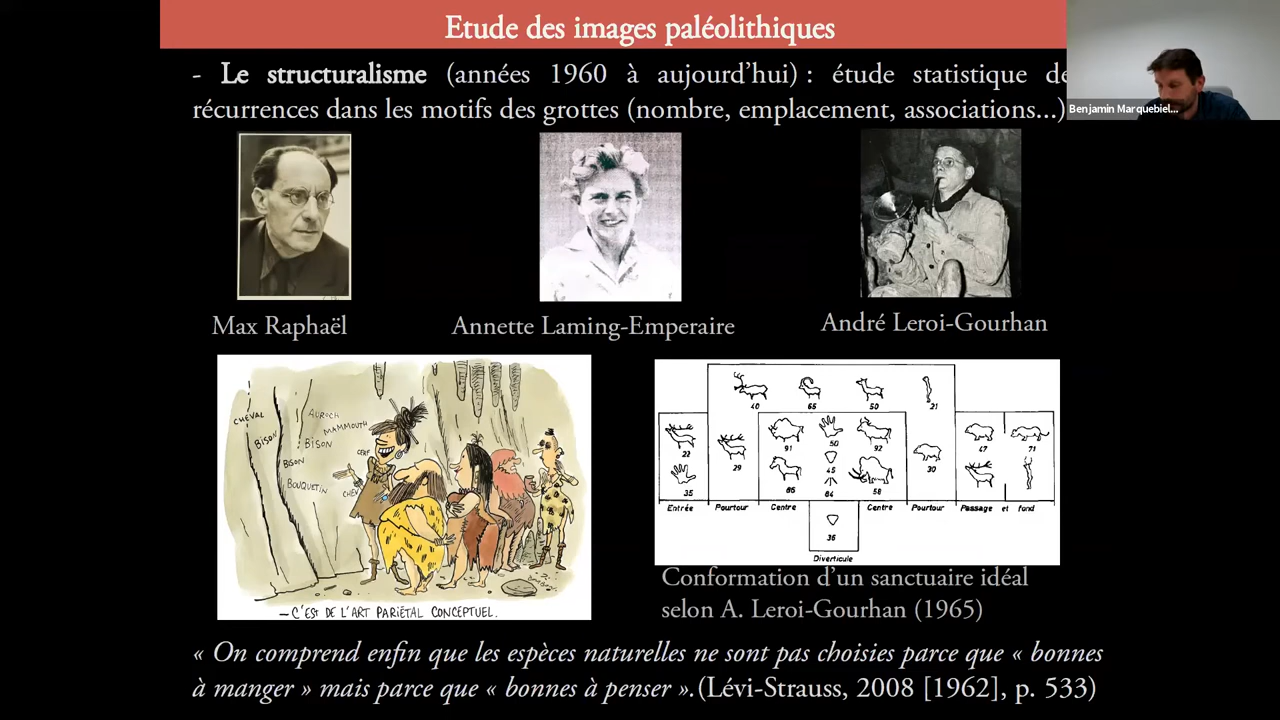 Etude des images paléolithiques
- Le structuralisme (années 1960 à aujourd'hui) : étude statistique de
récurrences dans les motifs des grottes (nombre, emplacement, associations...)
Benjamin Marquebiel...
Max Raphaël
Annette Laming-Emperaire
André Leroi-Gourhan
CHEVAL
BISON
AUROCH
MAMMOUTH
BISON
CERF
BISON
BOUQUETIN
CHEV
- C'EST DE L'ART PARIÉTAL CONCEPTUEL.
40 65 50 21
22 29 91 50 92 30 47 71
45
35 86 64 58
Entrée Pourtour Centre Centre Pourtour Passage et fond
36
Diverticule
Conformation d'un sanctuaire idéal
selon A. Leroi-Gourhan (1965)
« On comprend enfin que les espèces naturelles ne sont pas choisies parce que « bonnes
à manger » mais parce que « bonnes à penser ». (Lévi-Strauss, 2008 [1962], p. 533)